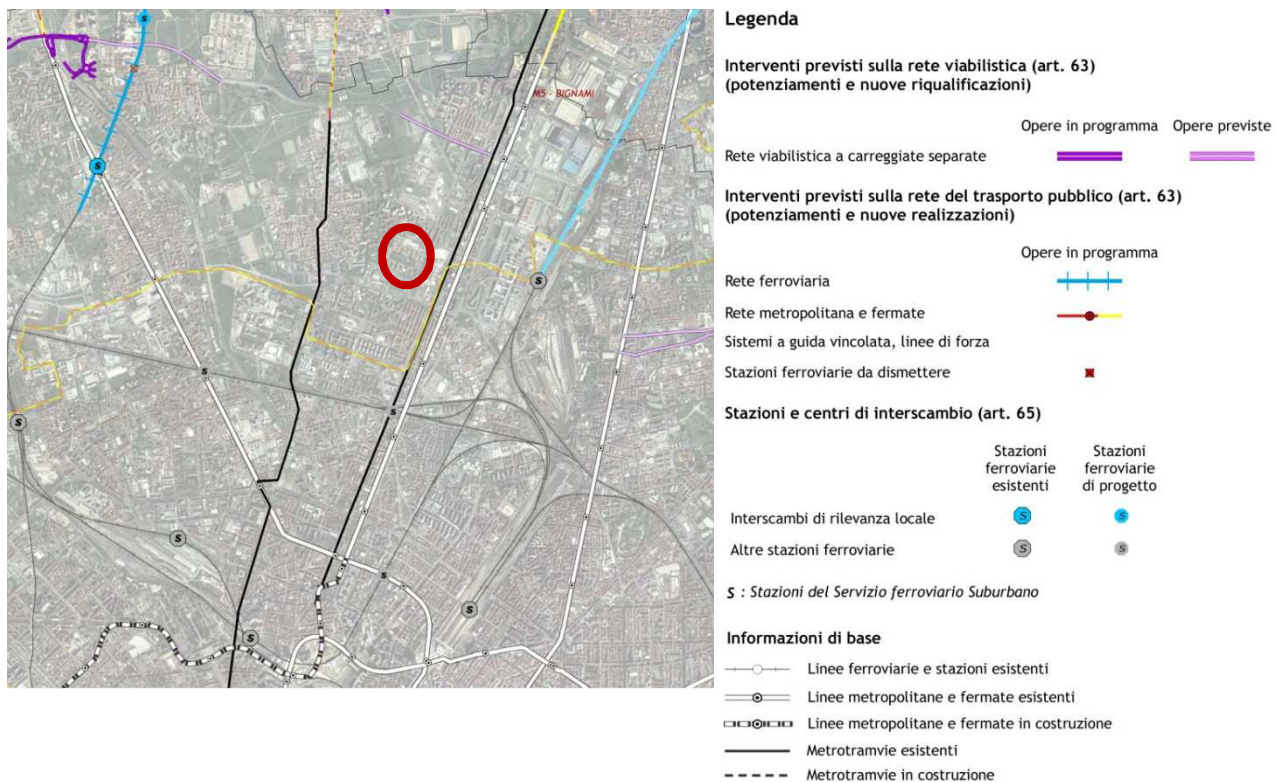 M5 - BIGNAMI
S
S
S
S
S
S
S
S
S
S
Legenda
Interventi previsti sulla rete viabilistica (art. 63)
(potenziamenti e nuove riqualificazioni)
Opere in programma Opere previste
Rete viabilistica a carreggiate separate
Interventi previsti sulla rete del trasporto pubblico (art. 63)
(potenziamenti e nuove realizzazioni)
Opere in programma
Rete ferroviaria
Rete metropolitana e fermate
Sistemi a guida vincolata, linee di forza
Stazioni ferroviarie da dismettere
Stazioni e centri di interscambio (art. 65)
Stazioni Stazioni
ferroviarie ferroviarie
esistenti di progetto
Interscambi di rilevanza locale S S
Altre stazioni ferroviarie S S
S : Stazioni del Servizio ferroviario Suburbano
Informazioni di base
Linee ferroviarie e stazioni esistenti
Linee metropolitane e fermate esistenti
Linee metropolitane e fermate in costruzione
Metrotramvie esistenti
Metrotramvie in costruzione